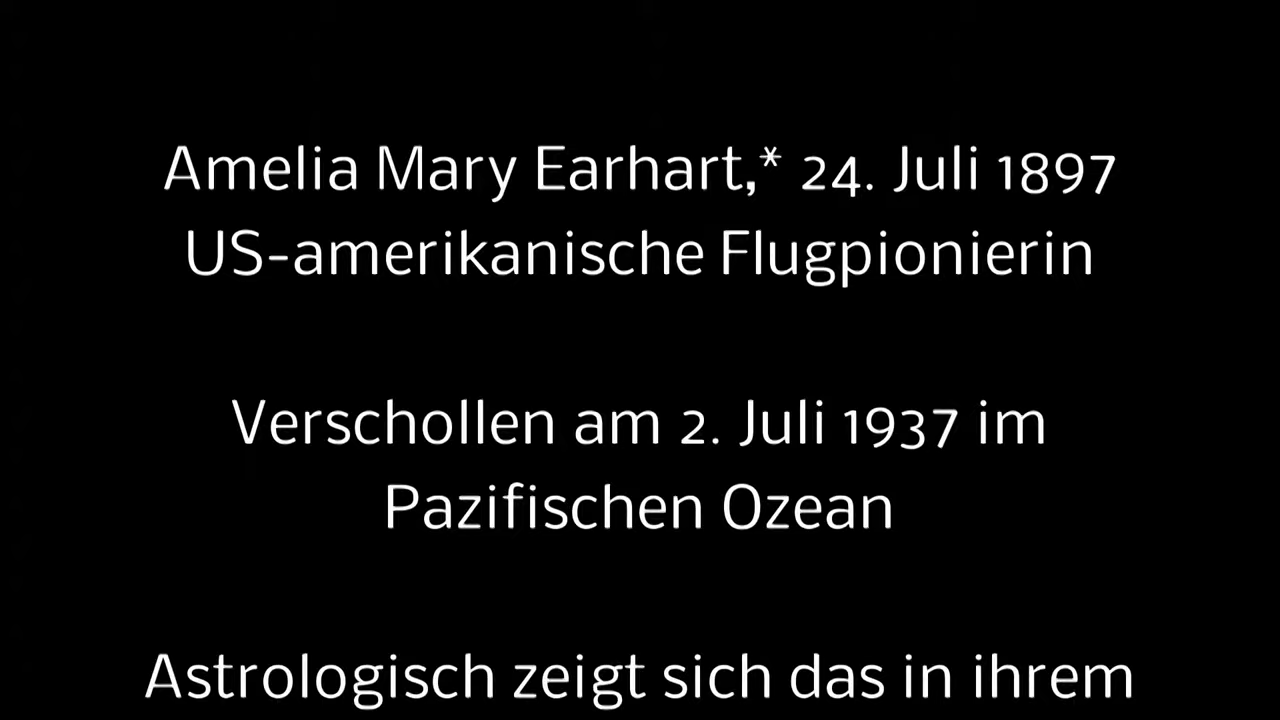 Amelia Mary Earhart,* 24. Juli 1897
US-amerikanische Flugpionierin
Verschollen am 2. Juli 1937 im
Pazifischen Ozean
Astrologisch zeigt sich das in ihrem